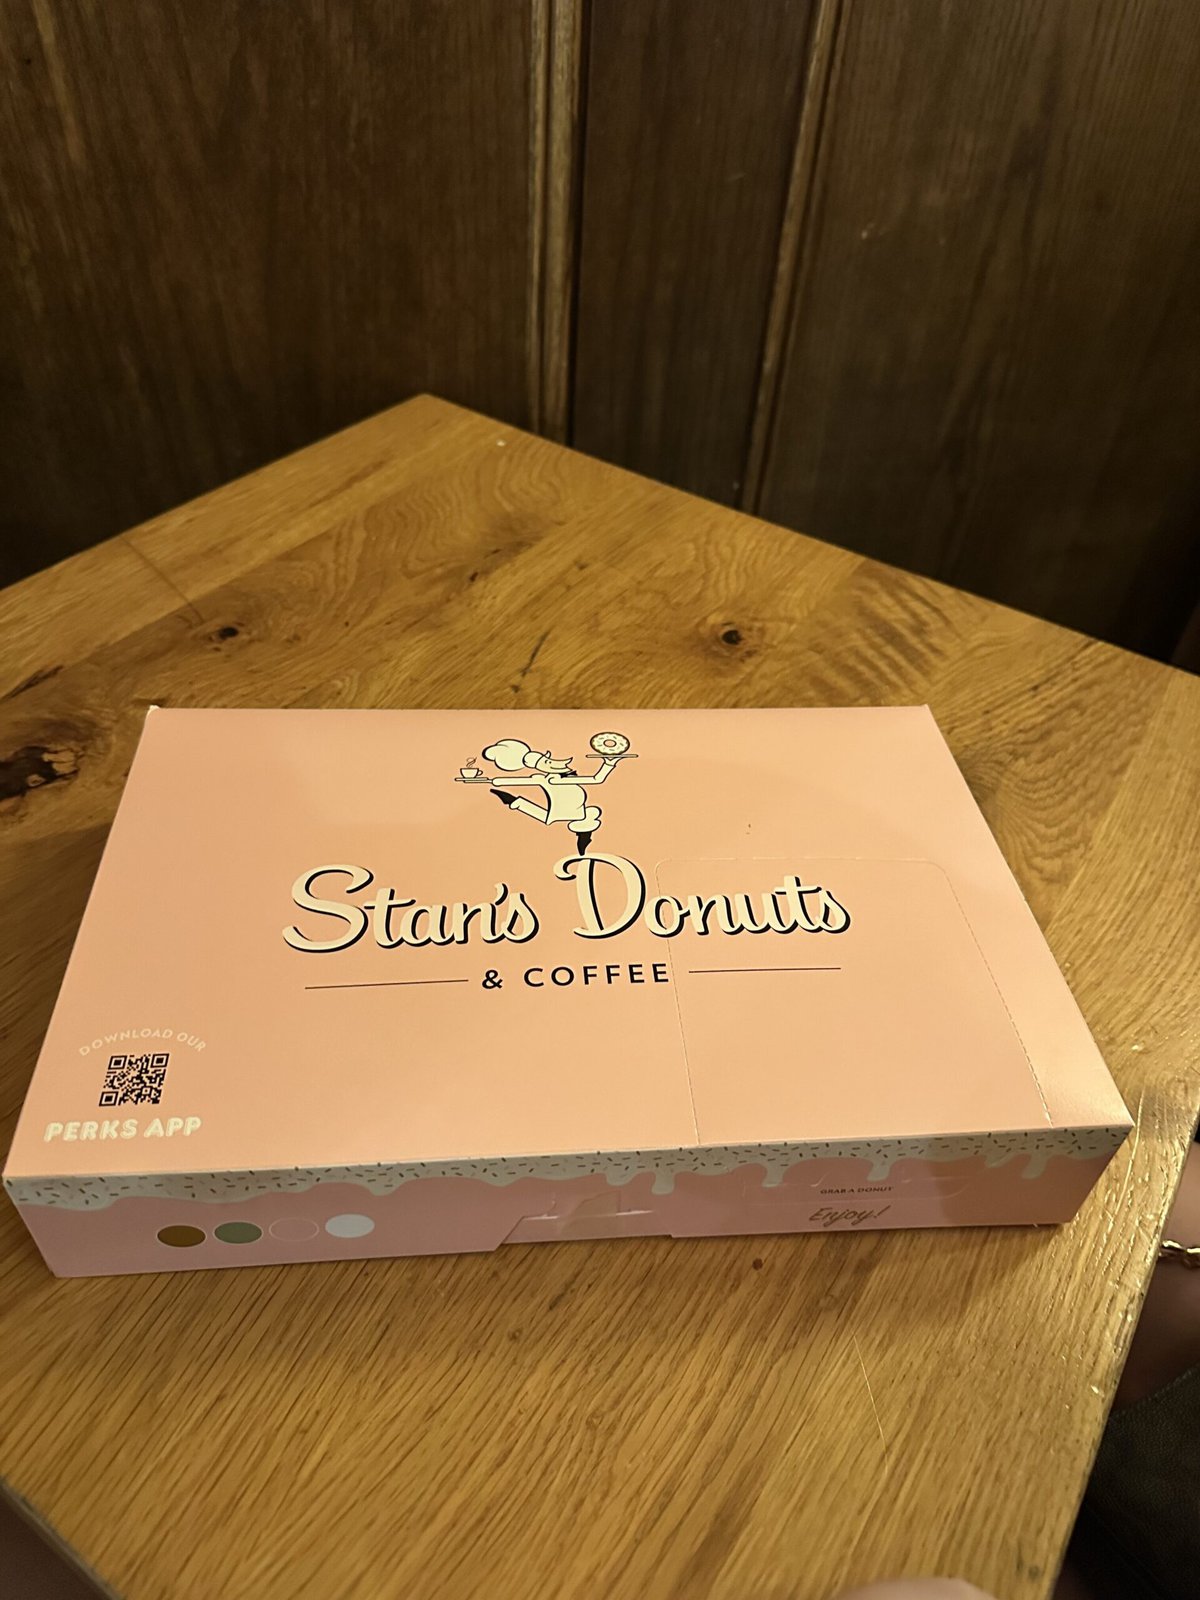 Stan's Donuts
& COFFEE
DOWNLOAD OUR
PERKS APP
GRAB A DONUT
Enjoy!